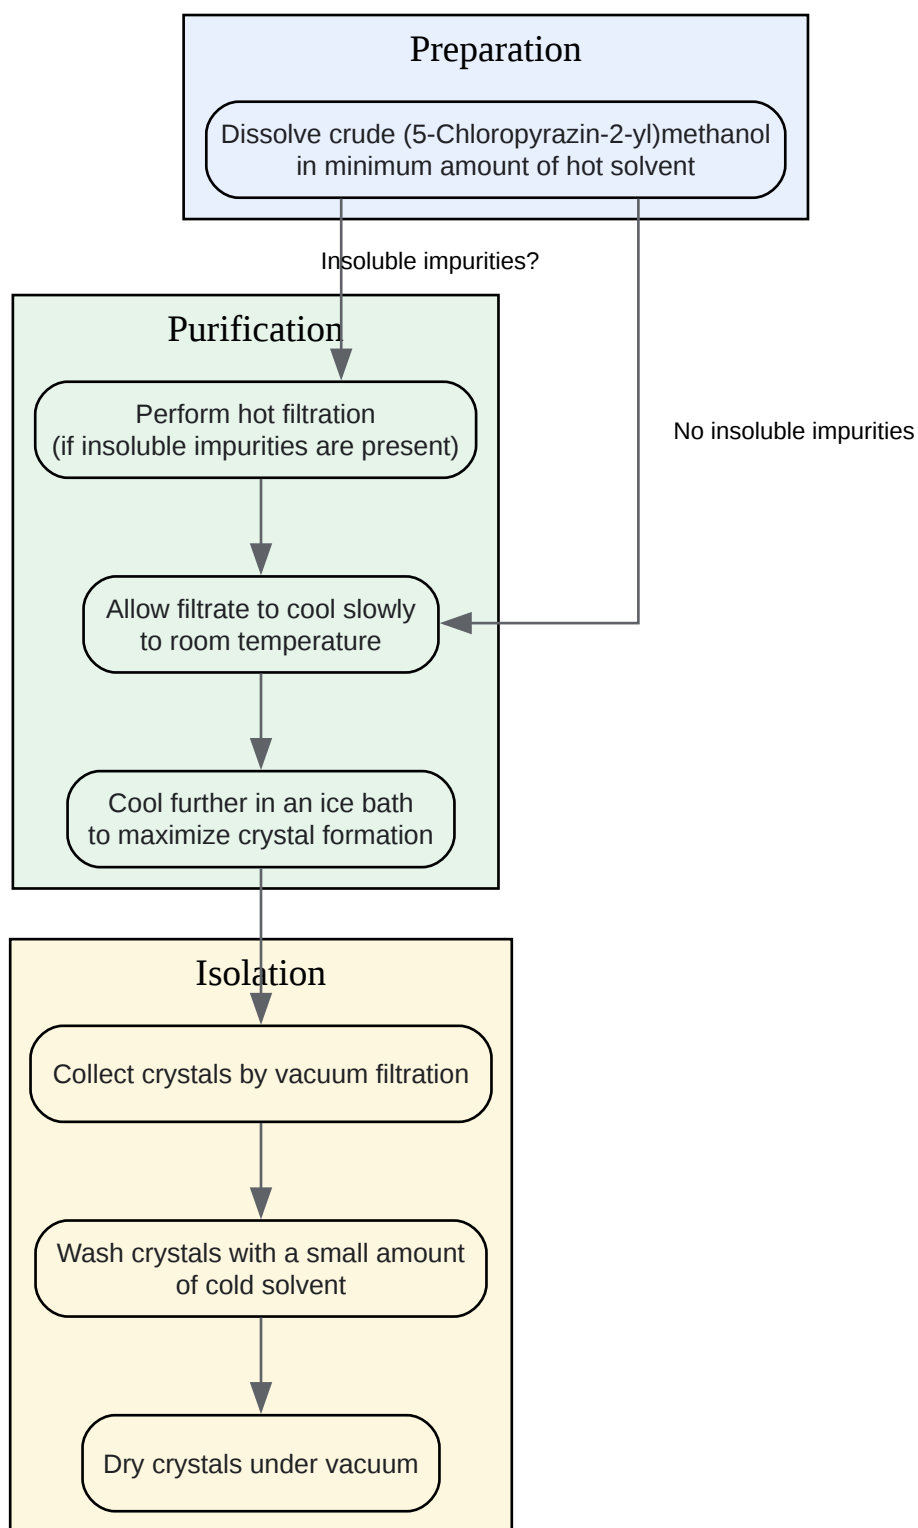 Preparation
Dissolve crude (5-Chloropyrazin-2-yl)methanol
in minimum amount of hot solvent
Insoluble impurities?
Purification
Perform hot filtration
(if insoluble impurities are present)
No insoluble impurities
Allow filtrate to cool slowly
to room temperature
Cool further in an ice bath
to maximize crystal formation
Isolation
Collect crystals by vacuum filtration
Wash crystals with a small amount
of cold solvent
Dry crystals under vacuum